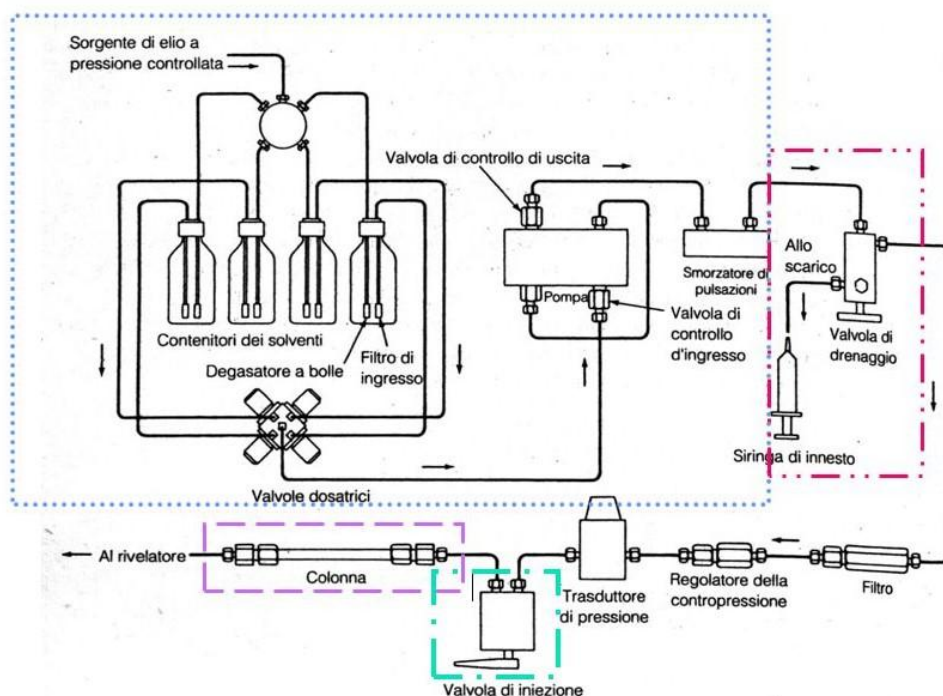 Sorgente di elio a
pressione controllata
Valvola di controllo di uscita
Allo
scarico
Smorzatore di
pulsazioni
Pompa
Valvola di
controllo
d'ingresso
Valvola di
drenaggio
Contenitori dei solventi
Degasatore a bolle
Filtro di
ingresso
Siringa di innesto
Valvole dosatrici
Al rivelatore
Colonna
Trasduttore
di pressione
Regolatore della
contropressione
Filtro
Valvola di iniezione